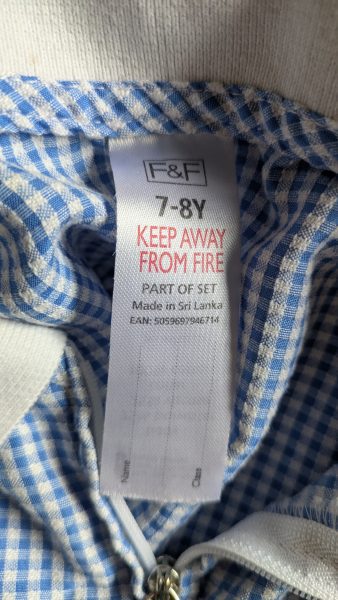 F&F
7-8Y
KEEP AWAY
FROM FIRE
PART OF SET
Made in Sri Lanka
EAN: 5059697946714
Name
Class